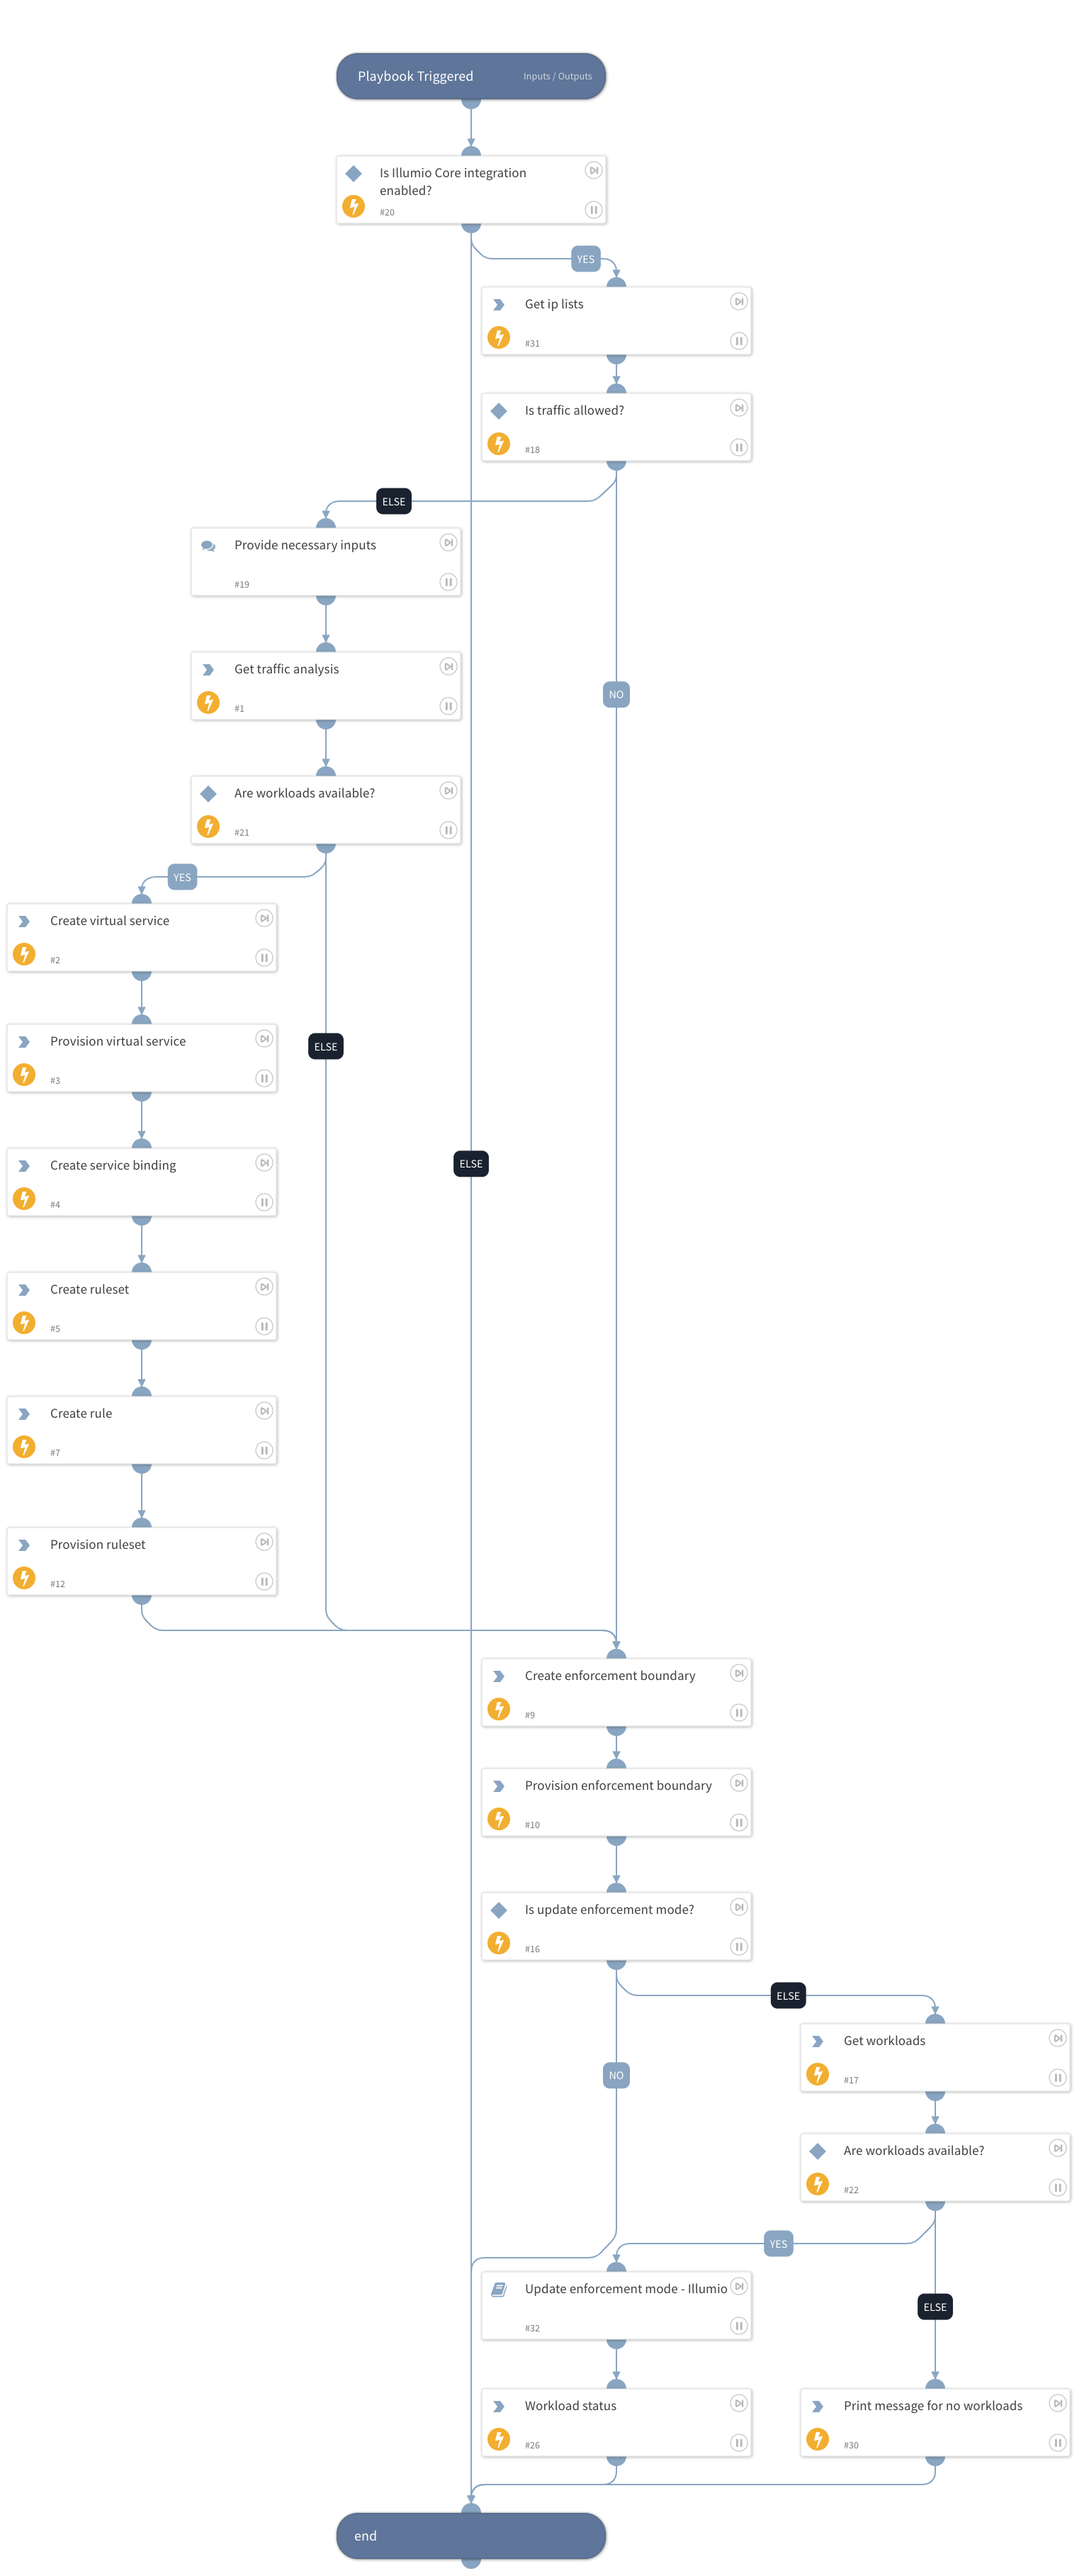 Playbook Triggered
Inputs / Outputs
Is Illumio Core integration
enabled?
#20
YES
Get ip lists
#31
Is traffic allowed?
#18
ELSE
Provide necessary inputs
#19
Get traffic analysis
#1
NO
Are workloads available?
#21
YES
Create virtual service
#2
Provision virtual service
#3
ELSE
Create service binding
#4
ELSE
Create ruleset
#5
Create rule
#7
Provision ruleset
#12
Create enforcement boundary
#9
Provision enforcement boundary
#10
Is update enforcement mode?
#16
ELSE
Get workloads
#17
NO
Are workloads available?
#22
YES
Update enforcement mode - Illumio
#32
ELSE
Workload status
#26
Print message for no workloads
#30
end